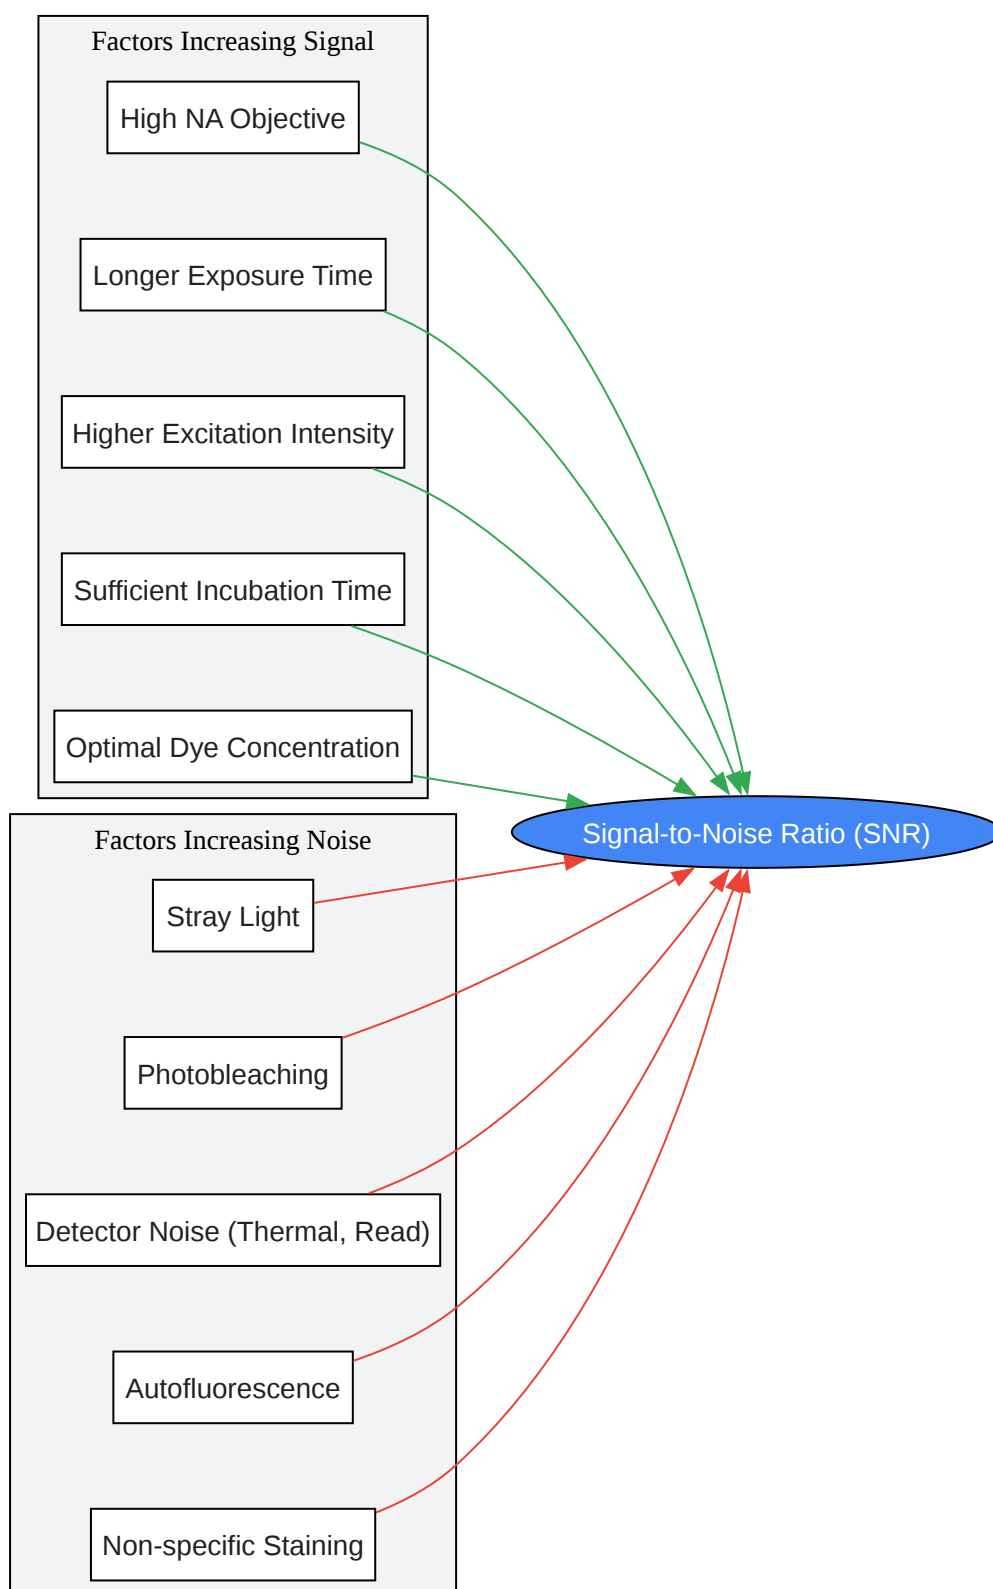 Factors Increasing Signal
High NA Objective
Longer Exposure Time
Higher Excitation Intensity
Sufficient Incubation Time
Optimal Dye Concentration
Signal-to-Noise Ratio (SNR)
Factors Increasing Noise
Stray Light
Photobleaching
Detector Noise (Thermal, Read)
Autofluorescence
Non-specific Staining